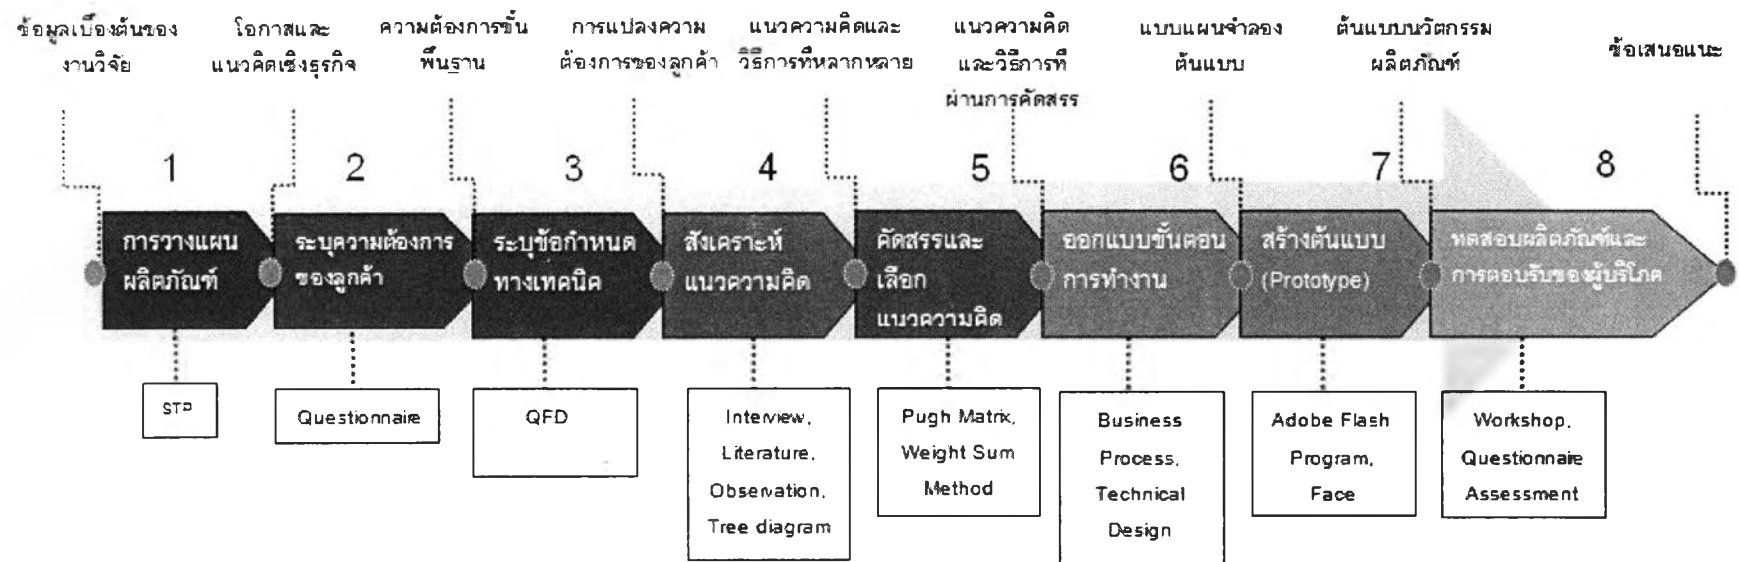 ข้อมูลเบื้องต้นของ
งานวิจัย
โอกาสและ
แนวคิดเชิงธุรกิจ
ความต้องการขั้น
พื้นฐาน
การแปลงความ
ต้องการของลูกค้า
แนวความคิดและ
วิธีการที่หลากหลาย
แนวความคิด
และวิธีการที่
ผ่านการคัดสรร
แบบแผนจำลอง
ต้นแบบ
ต้นแบบนวัตกรรม
ผลิตภัณฑ์
ข้อเสนอแนะ
1
2
3
4
5
6
7
8
การวางแผน
ผลิตภัณฑ์
ระบุความต้องการ
ของลูกค้า
ระบุข้อกำหนด
ทางเทคนิค
สังเคราะห์
แนวความคิด
คัดสรรและ
เลือก
แนวความคิด
ออกแบบขั้นตอน
การทำงาน
สร้างต้นแบบ
(Prototype)
ทดสอบผลิตภัณฑ์และ
การตอบรับของผู้บริโภค
STP
Questionnaire
QFD
Interview,
Literature,
Observation,
Tree diagram
Pugh Matrix,
Weight Sum
Method
Business
Process,
Technical
Design
Adobe Flash
Program,
Face
Workshop,
Questionnaire
Assessment